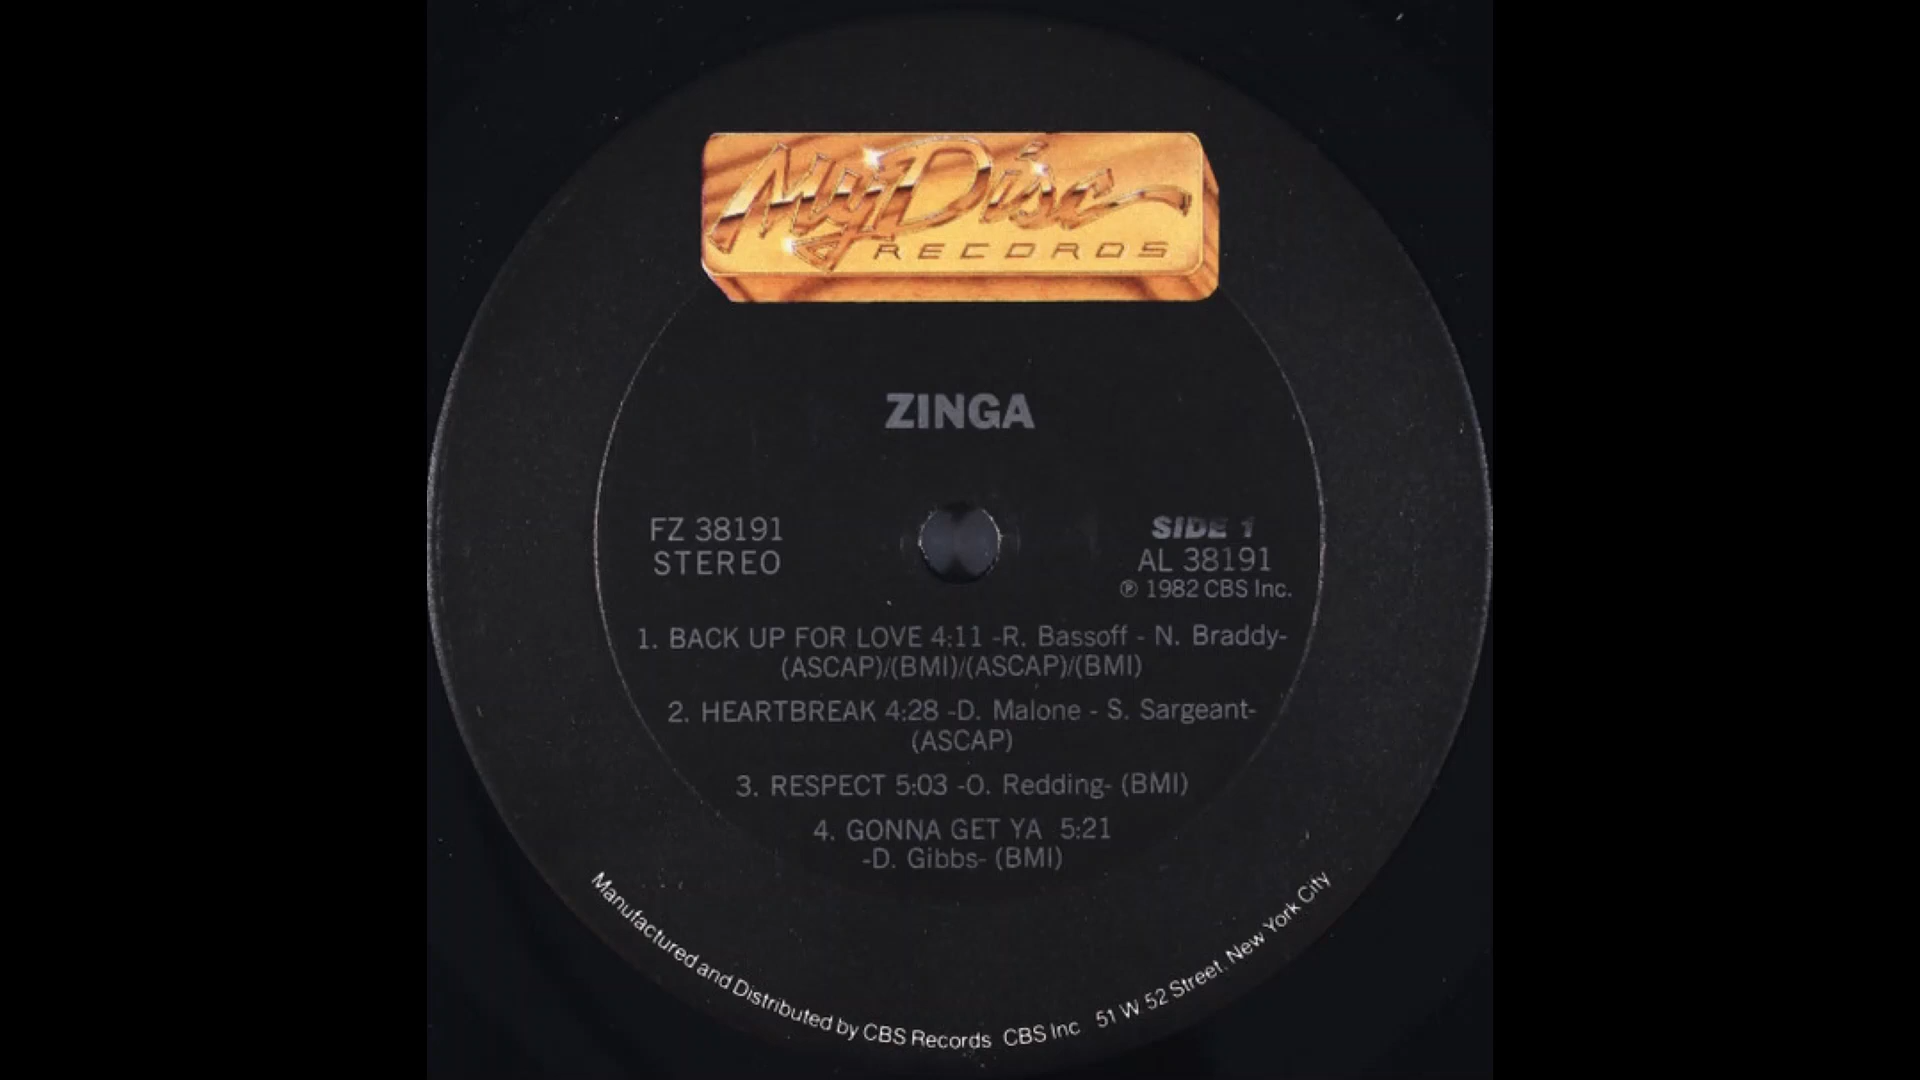 MyDisc
RECORDS
ZINGA
FZ 38191
STEREO
SIDE 1
AL 38191
℗ 1982 CBS Inc.
1. BACK UP FOR LOVE 4:11 -R. Bassoff - N. Braddy-
(ASCAP)/(BMI)/(ASCAP)/(BMI)
2. HEARTBREAK 4:28 -D. Malone - S. Sargeant-
(ASCAP)
3. RESPECT 5:03 -O. Redding- (BMI)
4. GONNA GET YA 5:21
-D. Gibbs- (BMI)
Manufactured and Distributed by CBS Records CBS Inc 51 W 52 Street. New York City